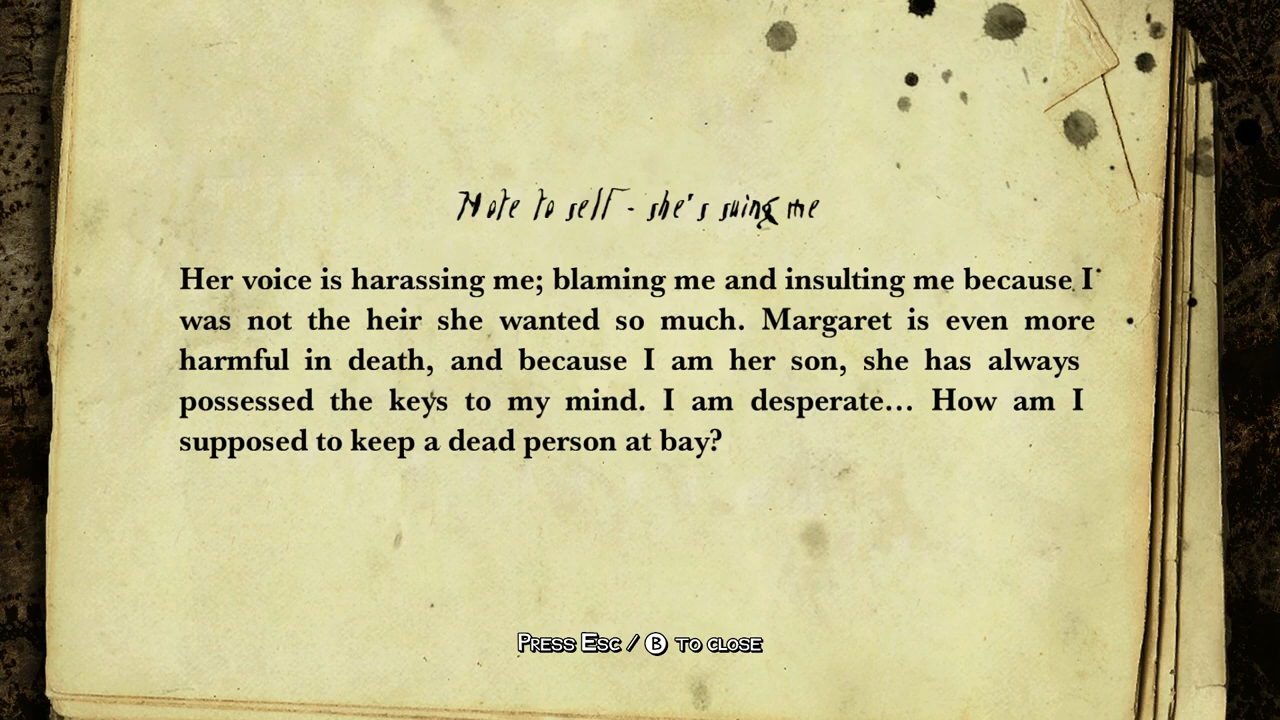 Note to self - she's suing me
Her voice is harassing me; blaming me and insulting me because I
was not the heir she wanted so much. Margaret is even more
harmful in death, and because I am her son, she has always
possessed the keys to my mind. I am desperate... How am I
supposed to keep a dead person at bay?
Press Esc / B to close